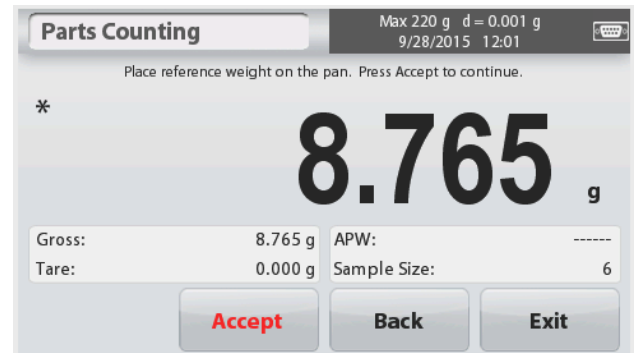 Parts Counting
Max 220 g d = 0.001 g
9/28/2015 12:01
Place reference weight on the pan. Press Accept to continue.
*
8.765 g
Gross: 8.765 g APW: ------
Tare: 0.000 g Sample Size: 6
Accept Back Exit